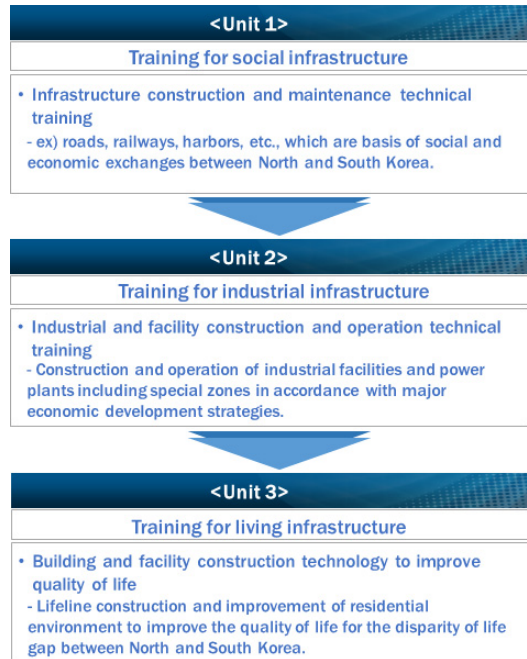 <Unit 1>
Training for social infrastructure
• Infrastructure construction and maintenance technical
training
- ex) roads, railways, harbors, etc., which are basis of social and
economic exchanges between North and South Korea.
<Unit 2>
Training for industrial infrastructure
• Industrial and facility construction and operation technical
training
- Construction and operation of industrial facilities and power
plants including special zones in accordance with major
economic development strategies.
<Unit 3>
Training for living infrastructure
• Building and facility construction technology to improve
quality of life
- Lifeline construction and improvement of residential
environment to improve the quality of life for the disparity of life
gap between North and South Korea.